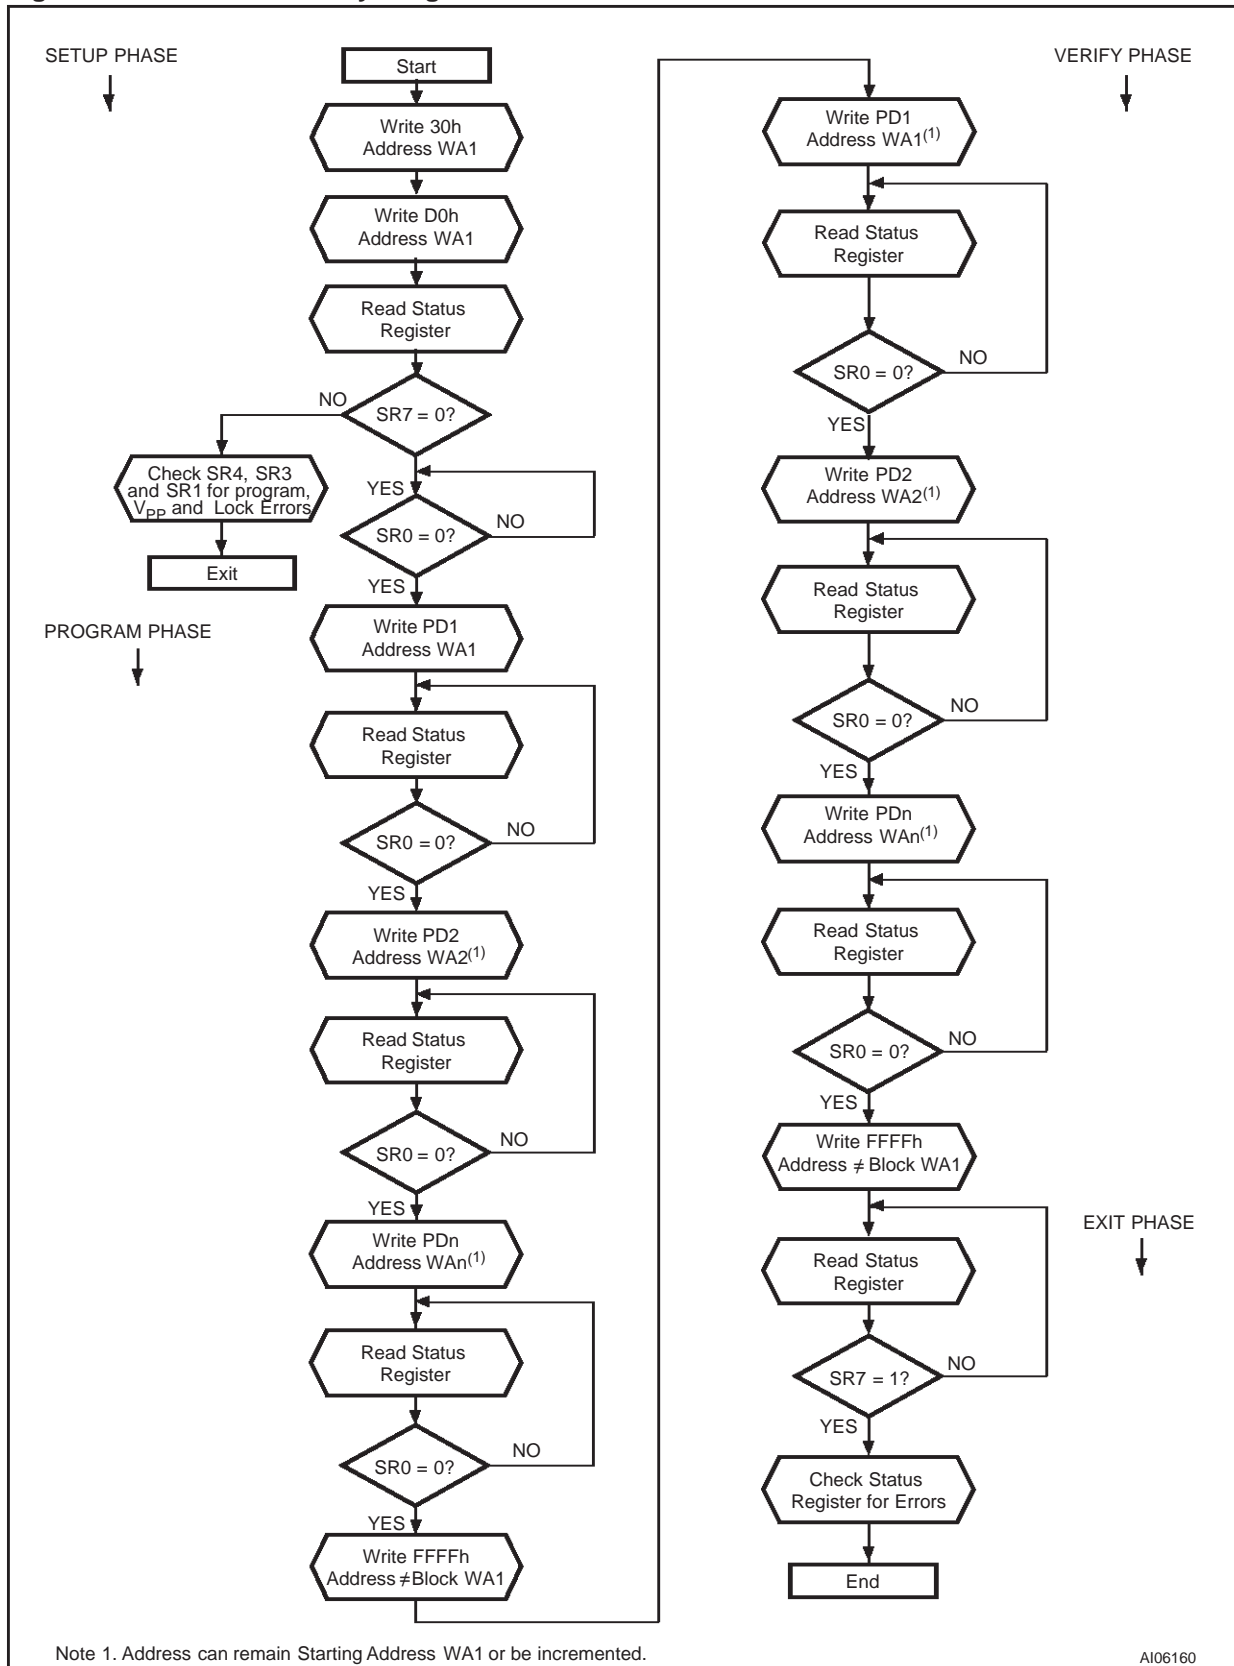 SETUP PHASE
Start
Write 30h
Address WA1
Write D0h
Address WA1
Read Status
Register
NO
SR7 = 0?
Check SR4, SR3
and SR1 for program,
VPP and Lock Errors
Exit
YES
SR0 = 0?
NO
YES
PROGRAM PHASE
Write PD1
Address WA1
Read Status
Register
SR0 = 0?
NO
YES
Write PD2
Address WA2(1)
Read Status
Register
SR0 = 0?
NO
YES
Write PDn
Address WAn(1)
Read Status
Register
SR0 = 0?
NO
YES
Write FFFFh
Address ≠ Block WA1
VERIFY PHASE
Write PD1
Address WA1(1)
Read Status
Register
SR0 = 0?
NO
YES
Write PD2
Address WA2(1)
Read Status
Register
SR0 = 0?
NO
YES
Write PDn
Address WAn(1)
Read Status
Register
SR0 = 0?
NO
YES
Write FFFFh
Address ≠ Block WA1
EXIT PHASE
Read Status
Register
SR7 = 1?
NO
YES
Check Status
Register for Errors
End
Note 1. Address can remain Starting Address WA1 or be incremented.
AI06160